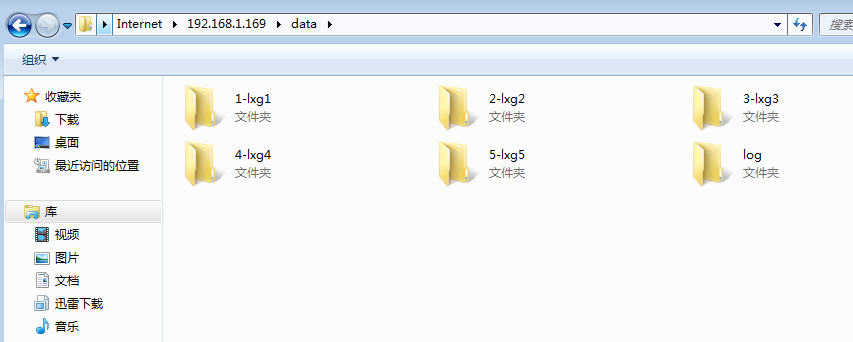 Internet 192.168.1.169 data 搜索
组织
收藏夹
下载
桌面
最近访问的位置
库
视频
图片
文档
迅雷下载
音乐
1-lxg1
文件夹
2-lxg2
文件夹
3-lxg3
文件夹
4-lxg4
文件夹
5-lxg5
文件夹
log
文件夹